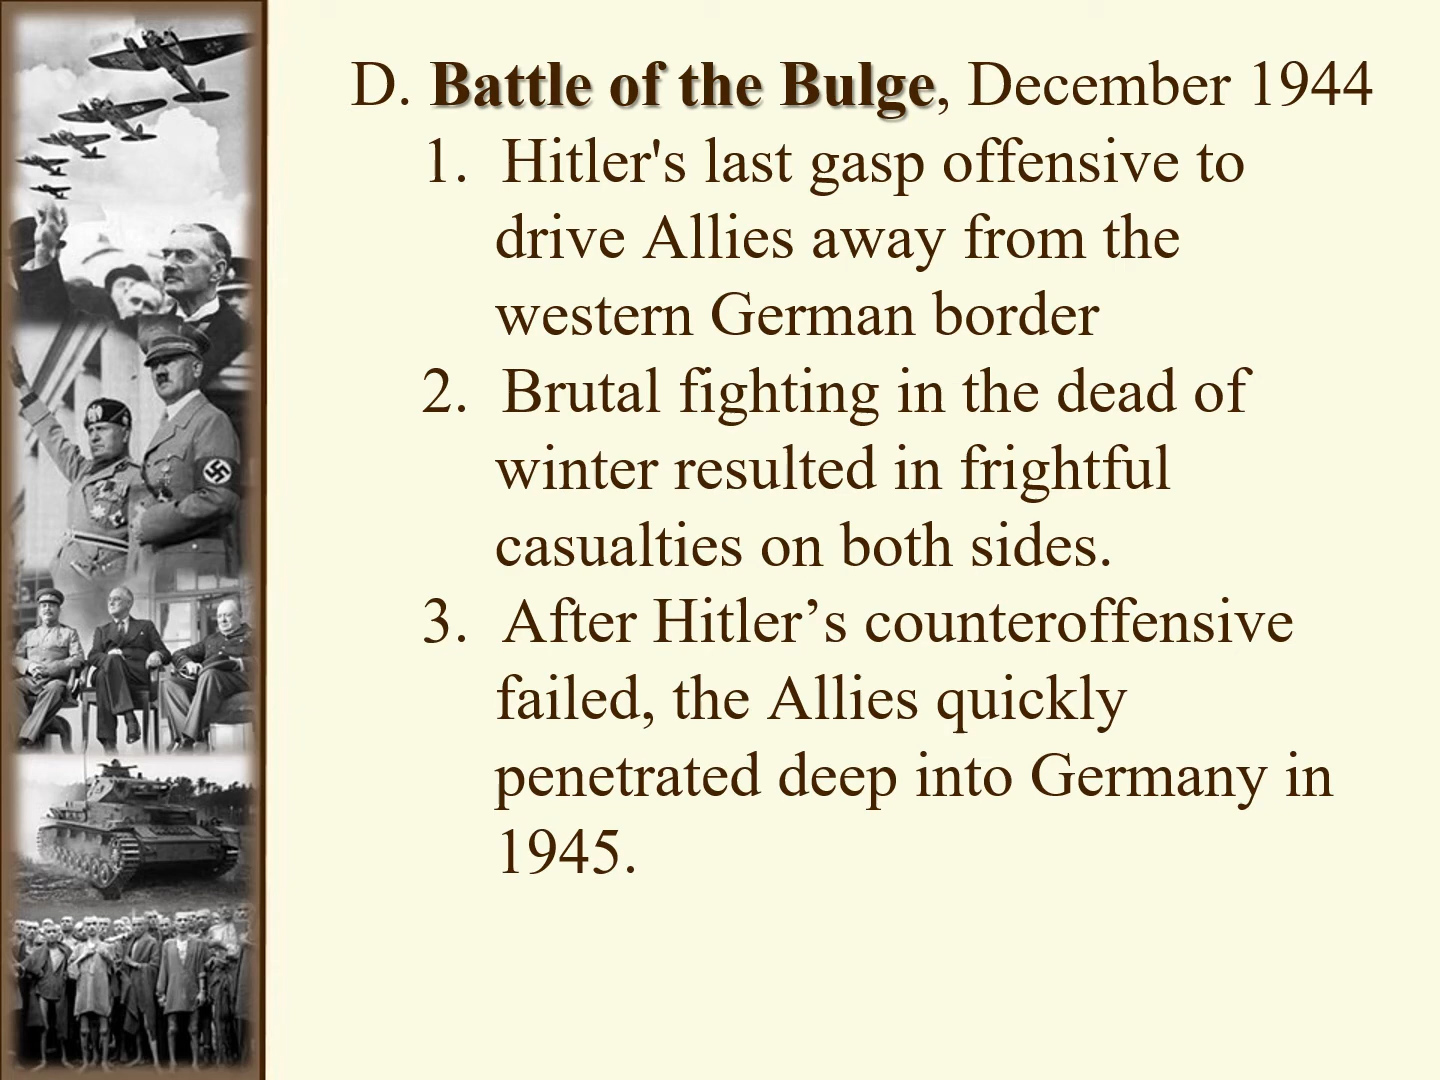 D. Battle of the Bulge, December 1944
1. Hitler's last gasp offensive to
drive Allies away from the
western German border
2. Brutal fighting in the dead of
winter resulted in frightful
casualties on both sides.
3. After Hitler’s counteroffensive
failed, the Allies quickly
penetrated deep into Germany in
1945.